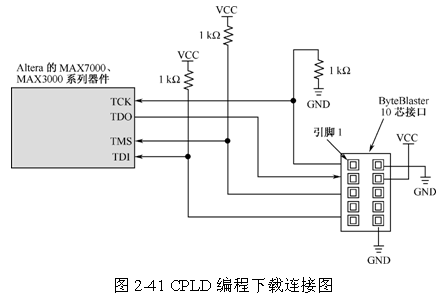 VCC
1 kΩ
VCC
1 kΩ
1 kΩ
GND
Altera 的 MAX7000、
MAX3000 系列器件
TCK
TDO
TMS
TDI
ByteBlaster
10 芯接口
引脚 1
VCC
GND
GND
图 2-41 CPLD 编程下载连接图